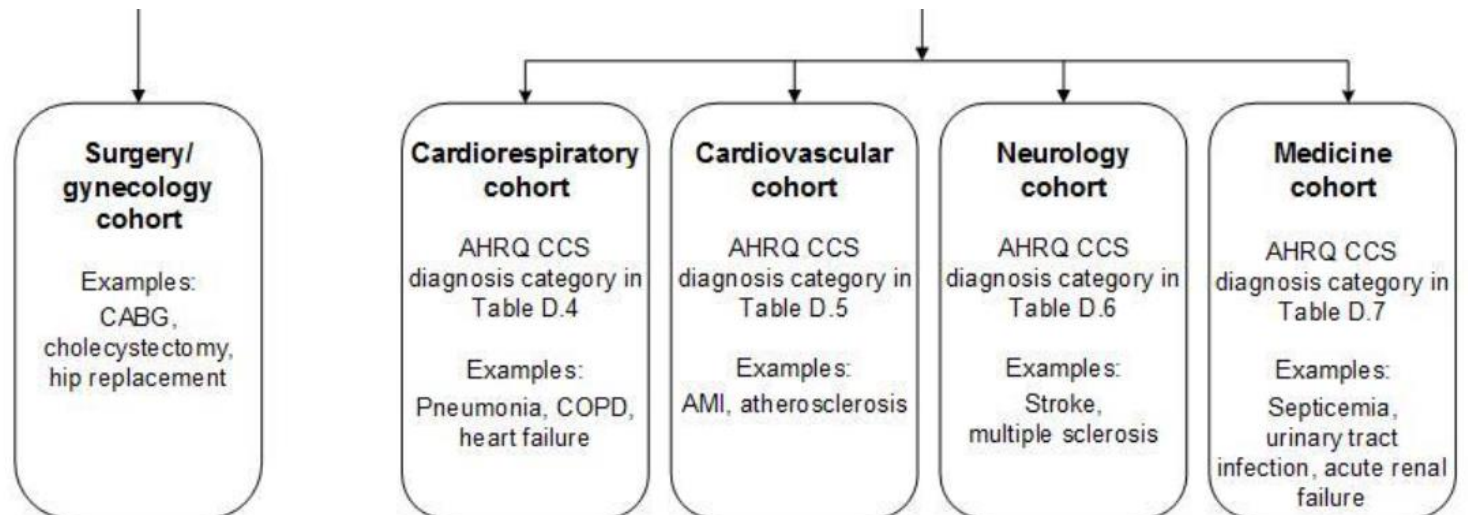 Surgery/
gynecology
cohort
Examples:
CABG,
cholecystectomy,
hip replacement
Cardiorespiratory
cohort
AHRQ CCS
diagnosis category in
Table D.4
Examples:
Pneumonia, COPD,
heart failure
Cardiovascular
cohort
AHRQ CCS
diagnosis category in
Table D.5
Examples:
AMI, atherosclerosis
Neurology
cohort
AHRQ CCS
diagnosis category in
Table D.6
Examples:
Stroke,
multiple sclerosis
Medicine
cohort
AHRQ CCS
diagnosis category in
Table D.7
Examples:
Septicemia,
urinary tract
infection, acute renal
failure